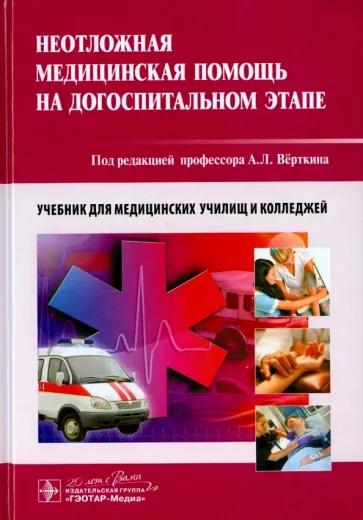 НЕОТЛОЖНАЯ
МЕДИЦИНСКАЯ ПОМОЩЬ
НА ДОГОСПИТАЛЬНОМ ЭТАПЕ
Под редакцией профессора А.Л. Вёрткина
УЧЕБНИК ДЛЯ МЕДИЦИНСКИХ УЧИЛИЩ И КОЛЛЕДЖЕЙ
20 лет с Вами
ИЗДАТЕЛЬСКАЯ ГРУППА
«ГЭОТАР-Медиа»